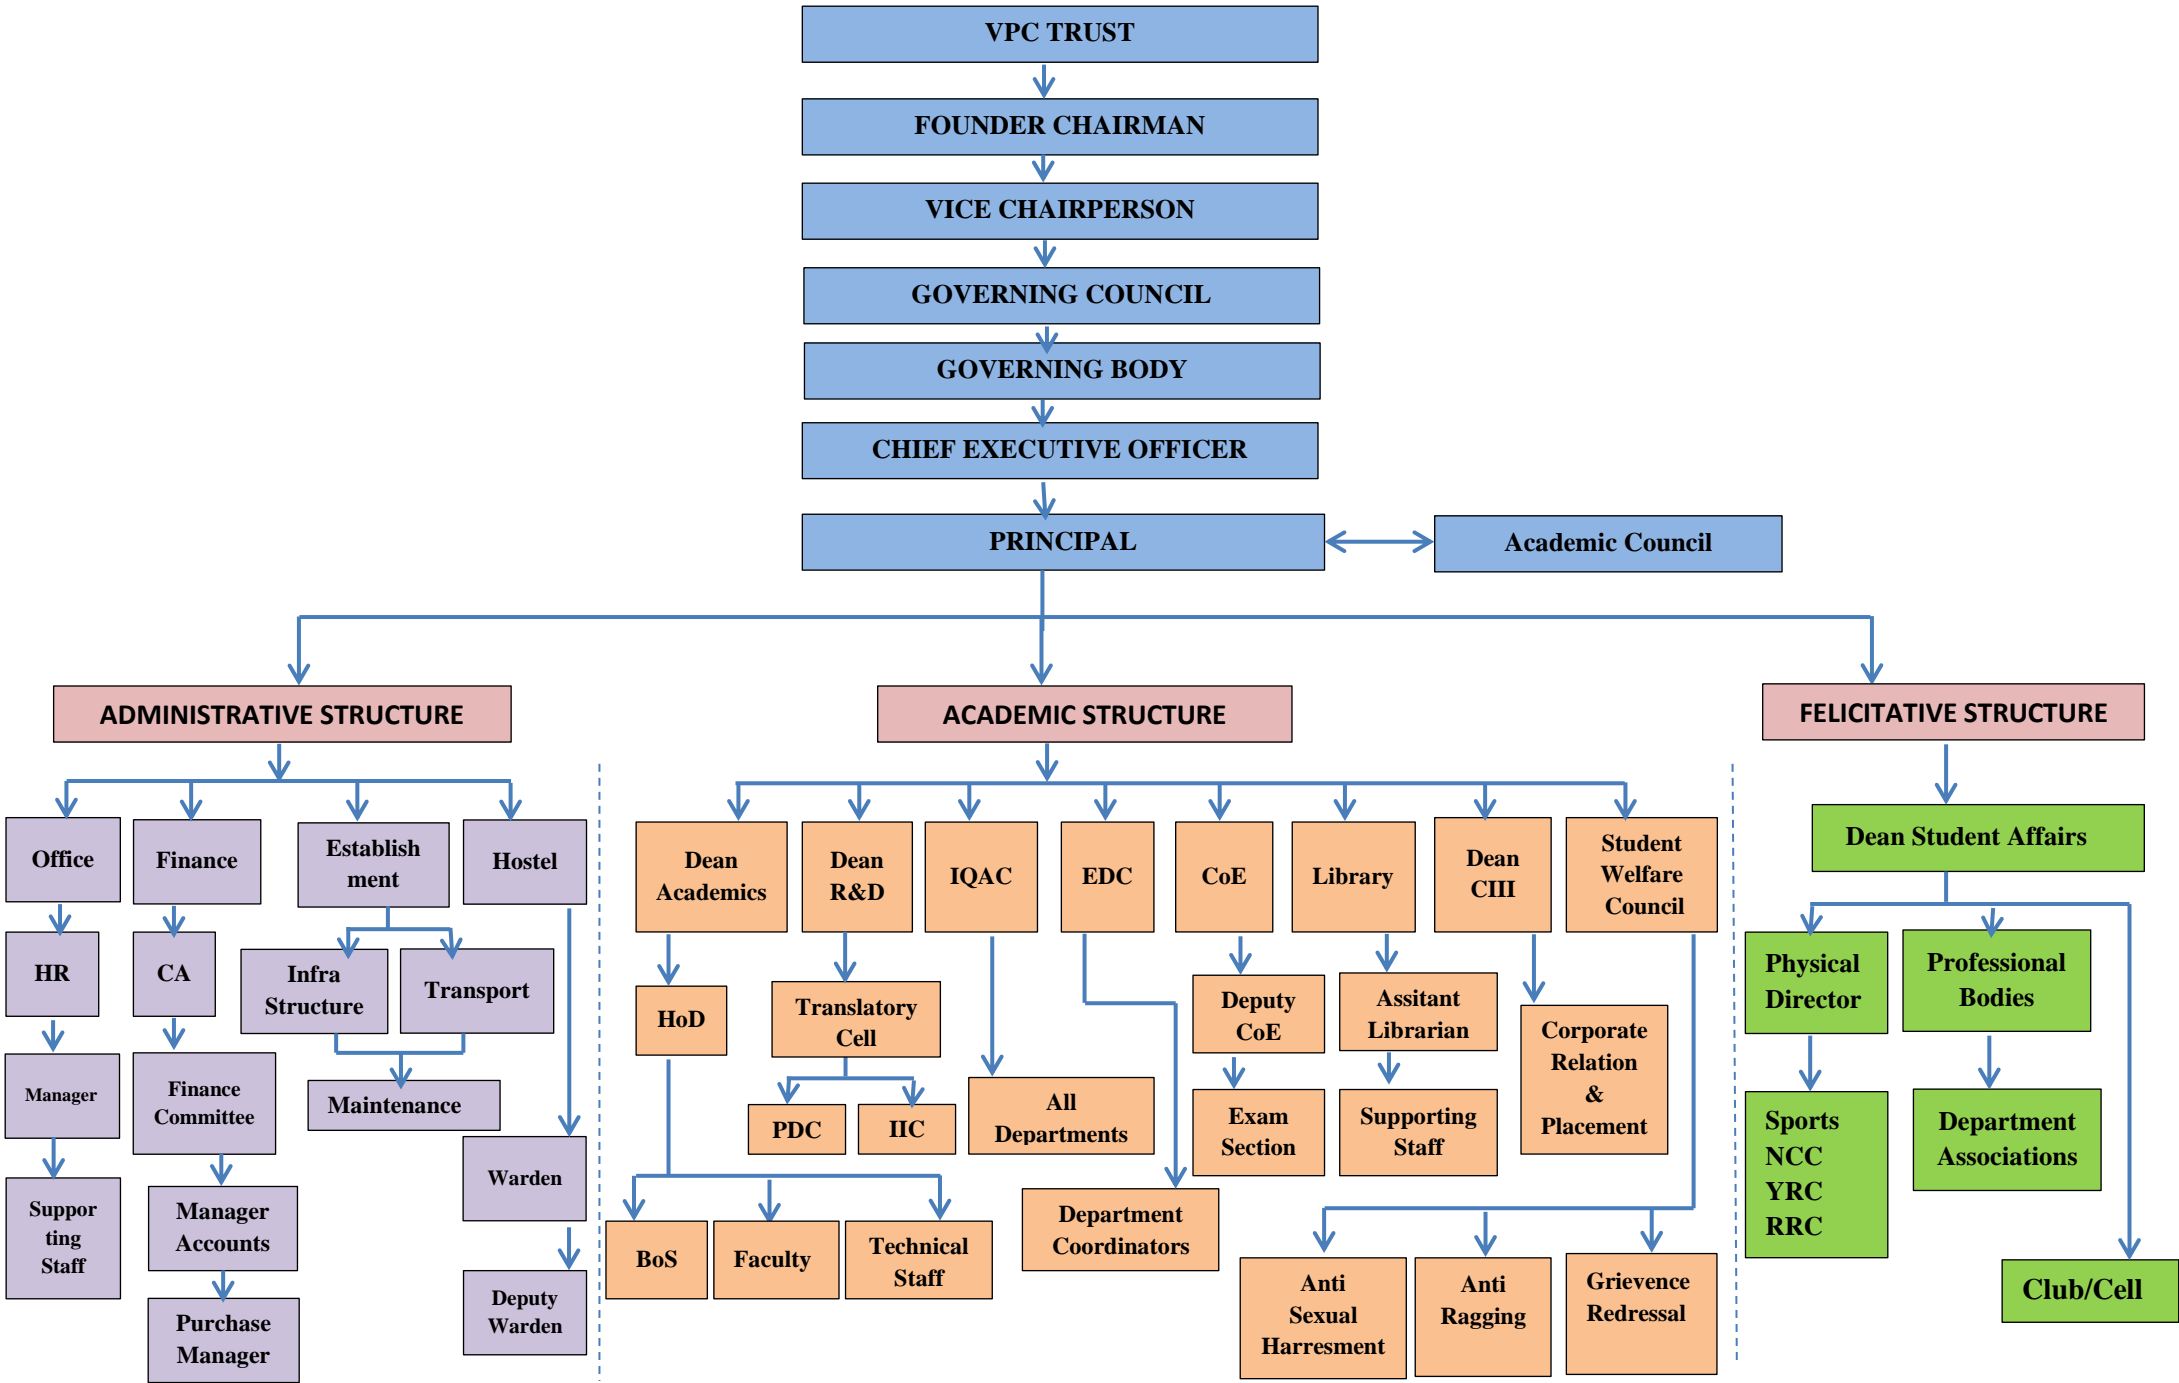 VPC TRUST
FOUNDER CHAIRMAN
VICE CHAIRPERSON
GOVERNING COUNCIL
GOVERNING BODY
CHIEF EXECUTIVE OFFICER
PRINCIPAL
Academic Council
ADMINISTRATIVE STRUCTURE
ACADEMIC STRUCTURE
FELICITATIVE STRUCTURE
Office
Finance
Establish
ment
Hostel
HR
CA
Infra
Structure
Transport
Manager
Finance
Committee
Maintenance
Suppor
ting
Staff
Manager
Accounts
Purchase
Manager
Warden
Deputy
Warden
Dean
Academics
Dean
R&D
IQAC
EDC
CoE
Library
Dean
CIII
Student
Welfare
Council
HoD
Translatory
Cell
Deputy
CoE
Assitant
Librarian
Corporate
Relation
&
Placement
PDC
IIC
All
Departments
Exam
Section
Supporting
Staff
BoS
Faculty
Technical
Staff
Department
Coordinators
Anti
Sexual
Harresment
Anti
Ragging
Grievence
Redressal
Dean Student Affairs
Physical
Director
Professional
Bodies
Sports
NCC
YRC
RRC
Department
Associations
Club/Cell